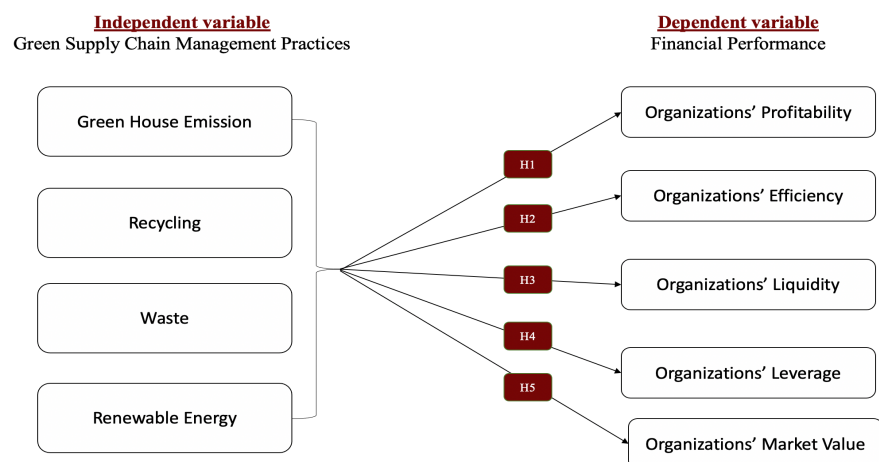 Independent variable
Green Supply Chain Management Practices
Dependent variable
Financial Performance
Green House Emission
Recycling
Waste
Renewable Energy
H1
H2
H3
H4
H5
Organizations’ Profitability
Organizations’ Efficiency
Organizations’ Liquidity
Organizations’ Leverage
Organizations’ Market Value